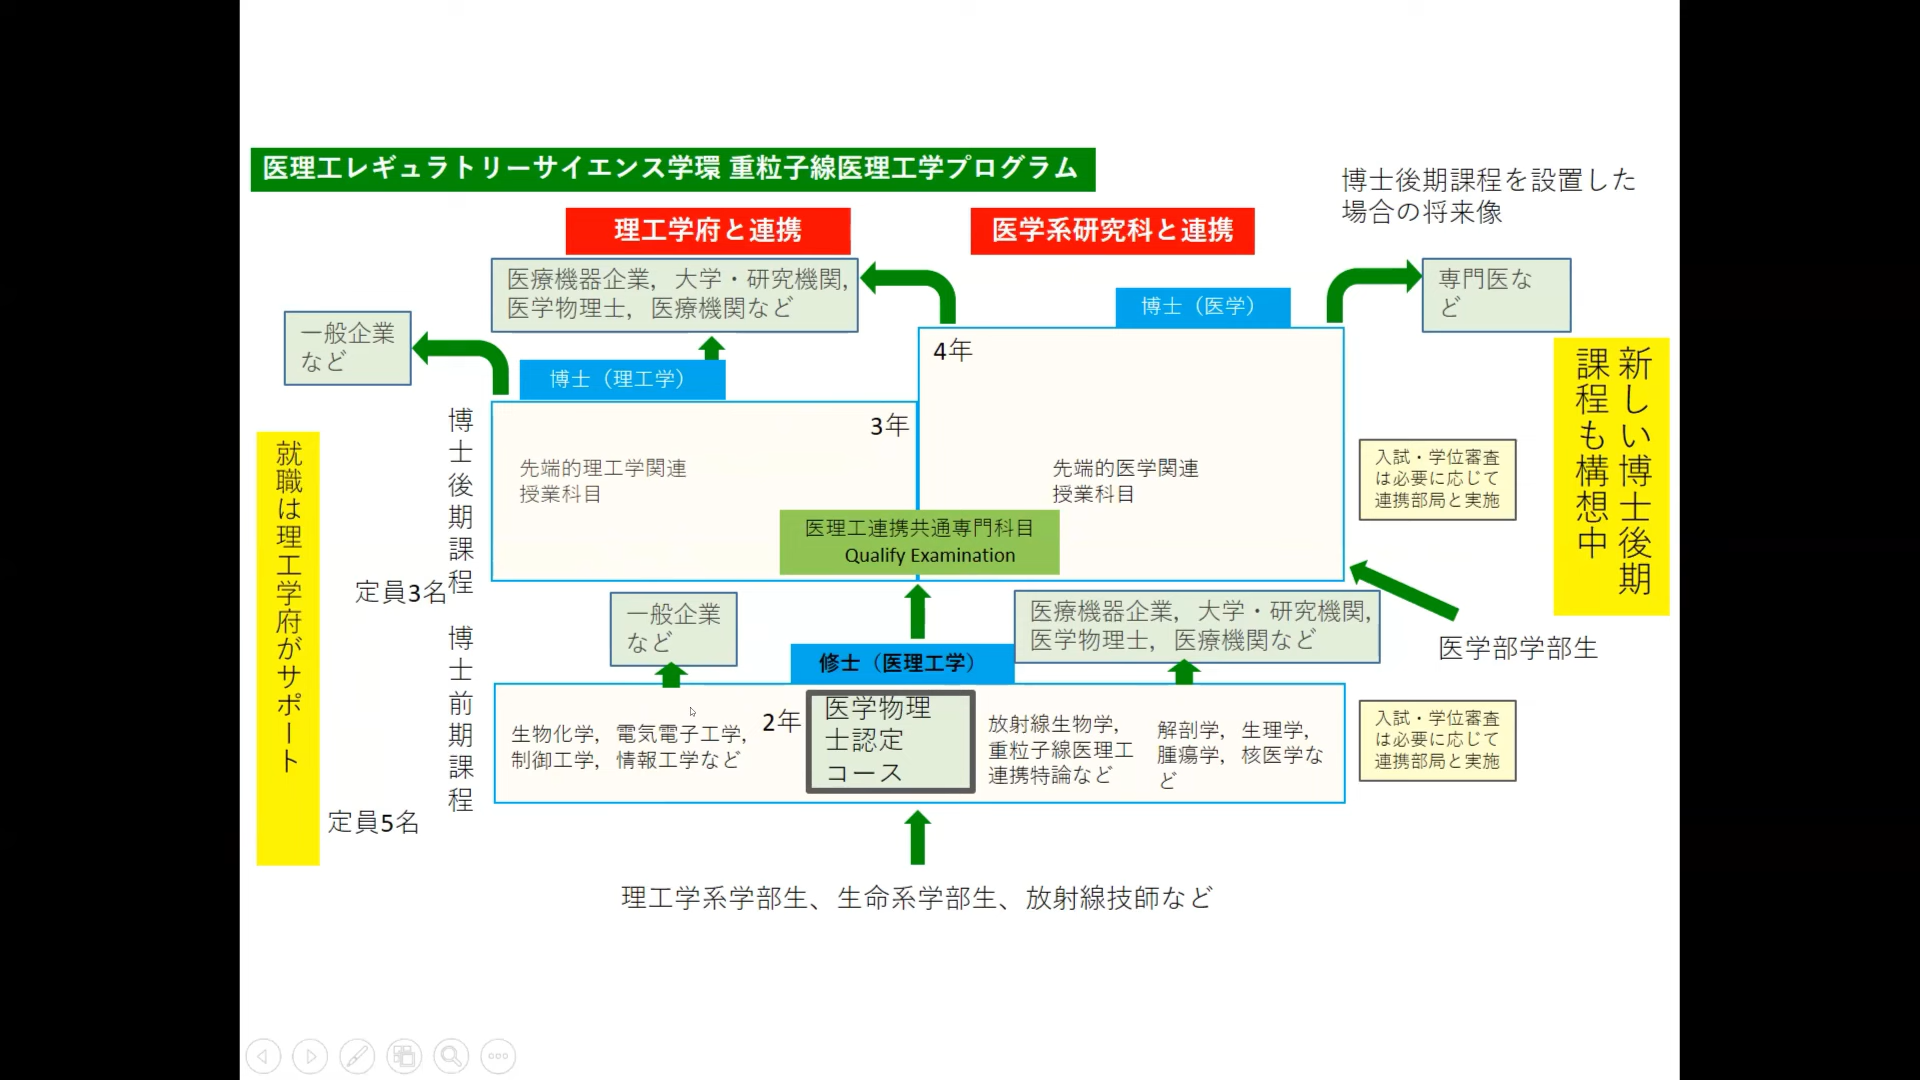 医理工レギュラトリーサイエンス学環 重粒子線医理工学プログラム
博士後期課程を設置した
場合の将来像
理工学府と連携
医学系研究科と連携
医療機器企業，大学・研究機関,
医学物理士，医療機関など
博士（医学）
専門医な
ど
一般企業
など
4年
博士（理工学）
3年
新しい博士後期
課程も構想中
就職は理工学府がサポート
博士後期課程
先端的理工学関連
授業科目
先端的医学関連
授業科目
入試・学位審査
は必要に応じて
連携部局と実施
医理工連携共通専門科目
Qualify Examination
定員3名
一般企業
など
医療機器企業，大学・研究機関,
医学物理士，医療機関など
医学部学部生
博士前期課程
修士（医理工学）
2年
医学物理
士認定
コース
生物化学，電気電子工学,
制御工学，情報工学など
放射線生物学,
重粒子線医理工
連携特論など
解剖学，生理学,
腫瘍学，核医学な
ど
入試・学位審査
は必要に応じて
連携部局と実施
定員5名
理工学系学部生、生命系学部生、放射線技師など